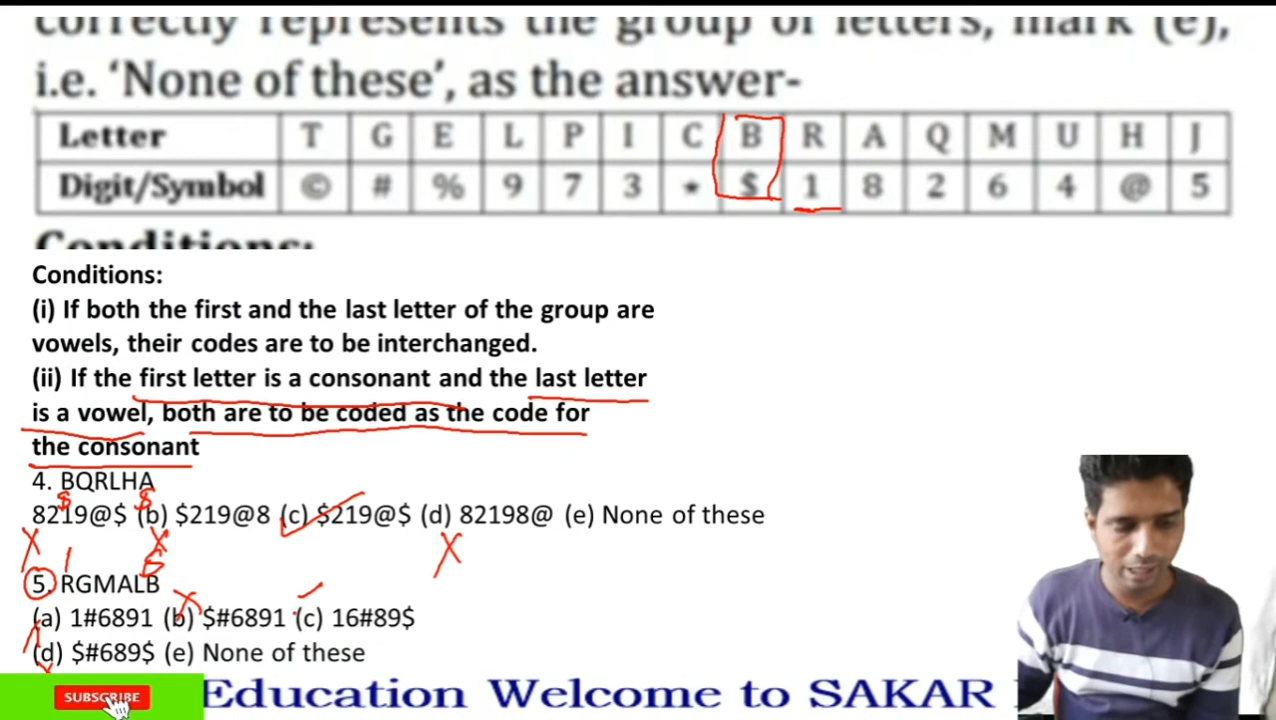 correctly represents the group of letters, mark (e),
i.e. 'None of these', as the answer-
Letter T G E L P I C B R A Q M U H J
Digit/Symbol © # % 9 7 3 ★ $ 1 8 2 6 4 @ 5
Conditions:
Conditions:
(i) If both the first and the last letter of the group are
vowels, their codes are to be interchanged.
(ii) If the first letter is a consonant and the last letter
is a vowel, both are to be coded as the code for
the consonant
4. BQRLHA
$ $
8219@$ (b) $219@8 (c) $219@$ (d) 82198@ (e) None of these
5. RGMALB
(a) 1#6891 (b) $#6891 (c) 16#89$
(d) $#689$ (e) None of these
SUBSCRIBE
Education Welcome to SAKAR